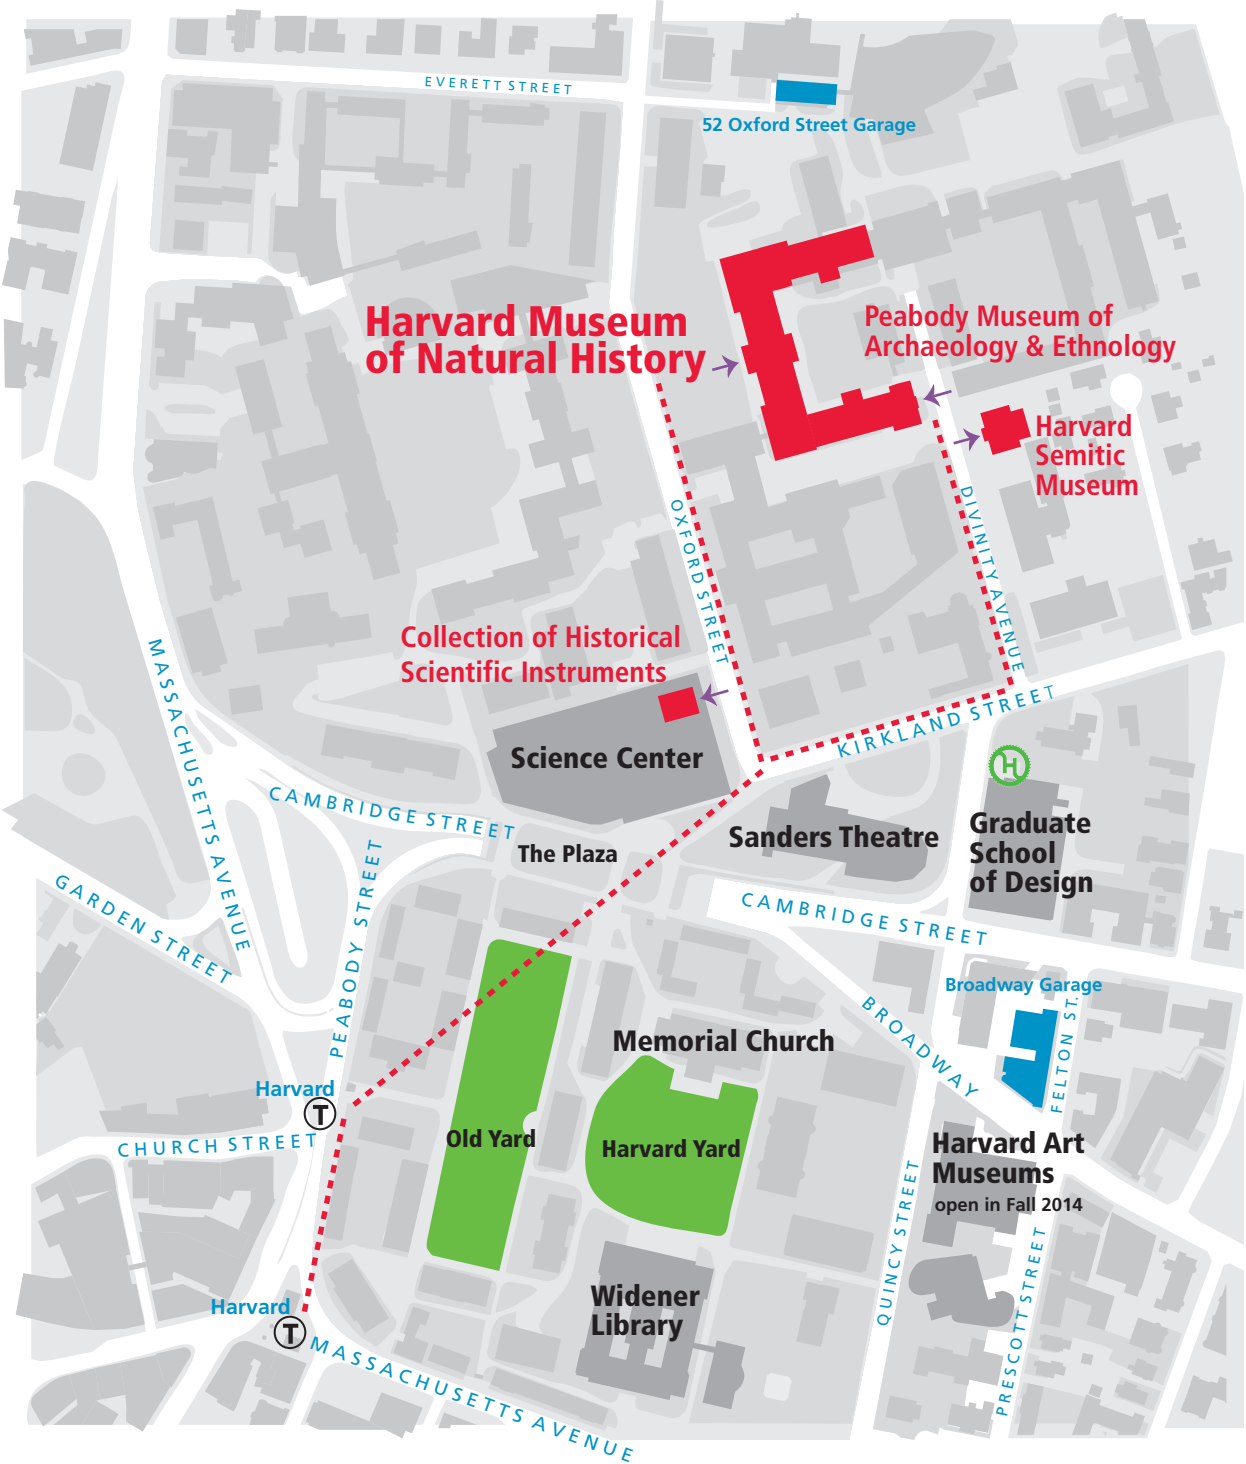 EVERETT STREET
52 Oxford Street Garage
Harvard Museum
of Natural History
Peabody Museum of
Archaeology & Ethnology
Harvard
Semitic
Museum
OXFORD STREET
DIVINITY AVENUE
Collection of Historical
Scientific Instruments
MASSACHUSETTS AVENUE
KIRKLAND STREET
Science Center
H
CAMBRIDGE STREET
The Plaza
Sanders Theatre
Graduate
School
of Design
GARDEN STREET
PEABODY STREET
CAMBRIDGE STREET
Broadway Garage
BROADWAY
FELTON ST.
Memorial Church
Harvard
T
CHURCH STREET
Old Yard
Harvard Yard
Harvard Art
Museums
open in Fall 2014
QUINCY STREET
PRESCOTT STREET
Widener
Library
Harvard
T
MASSACHUSETTS AVENUE